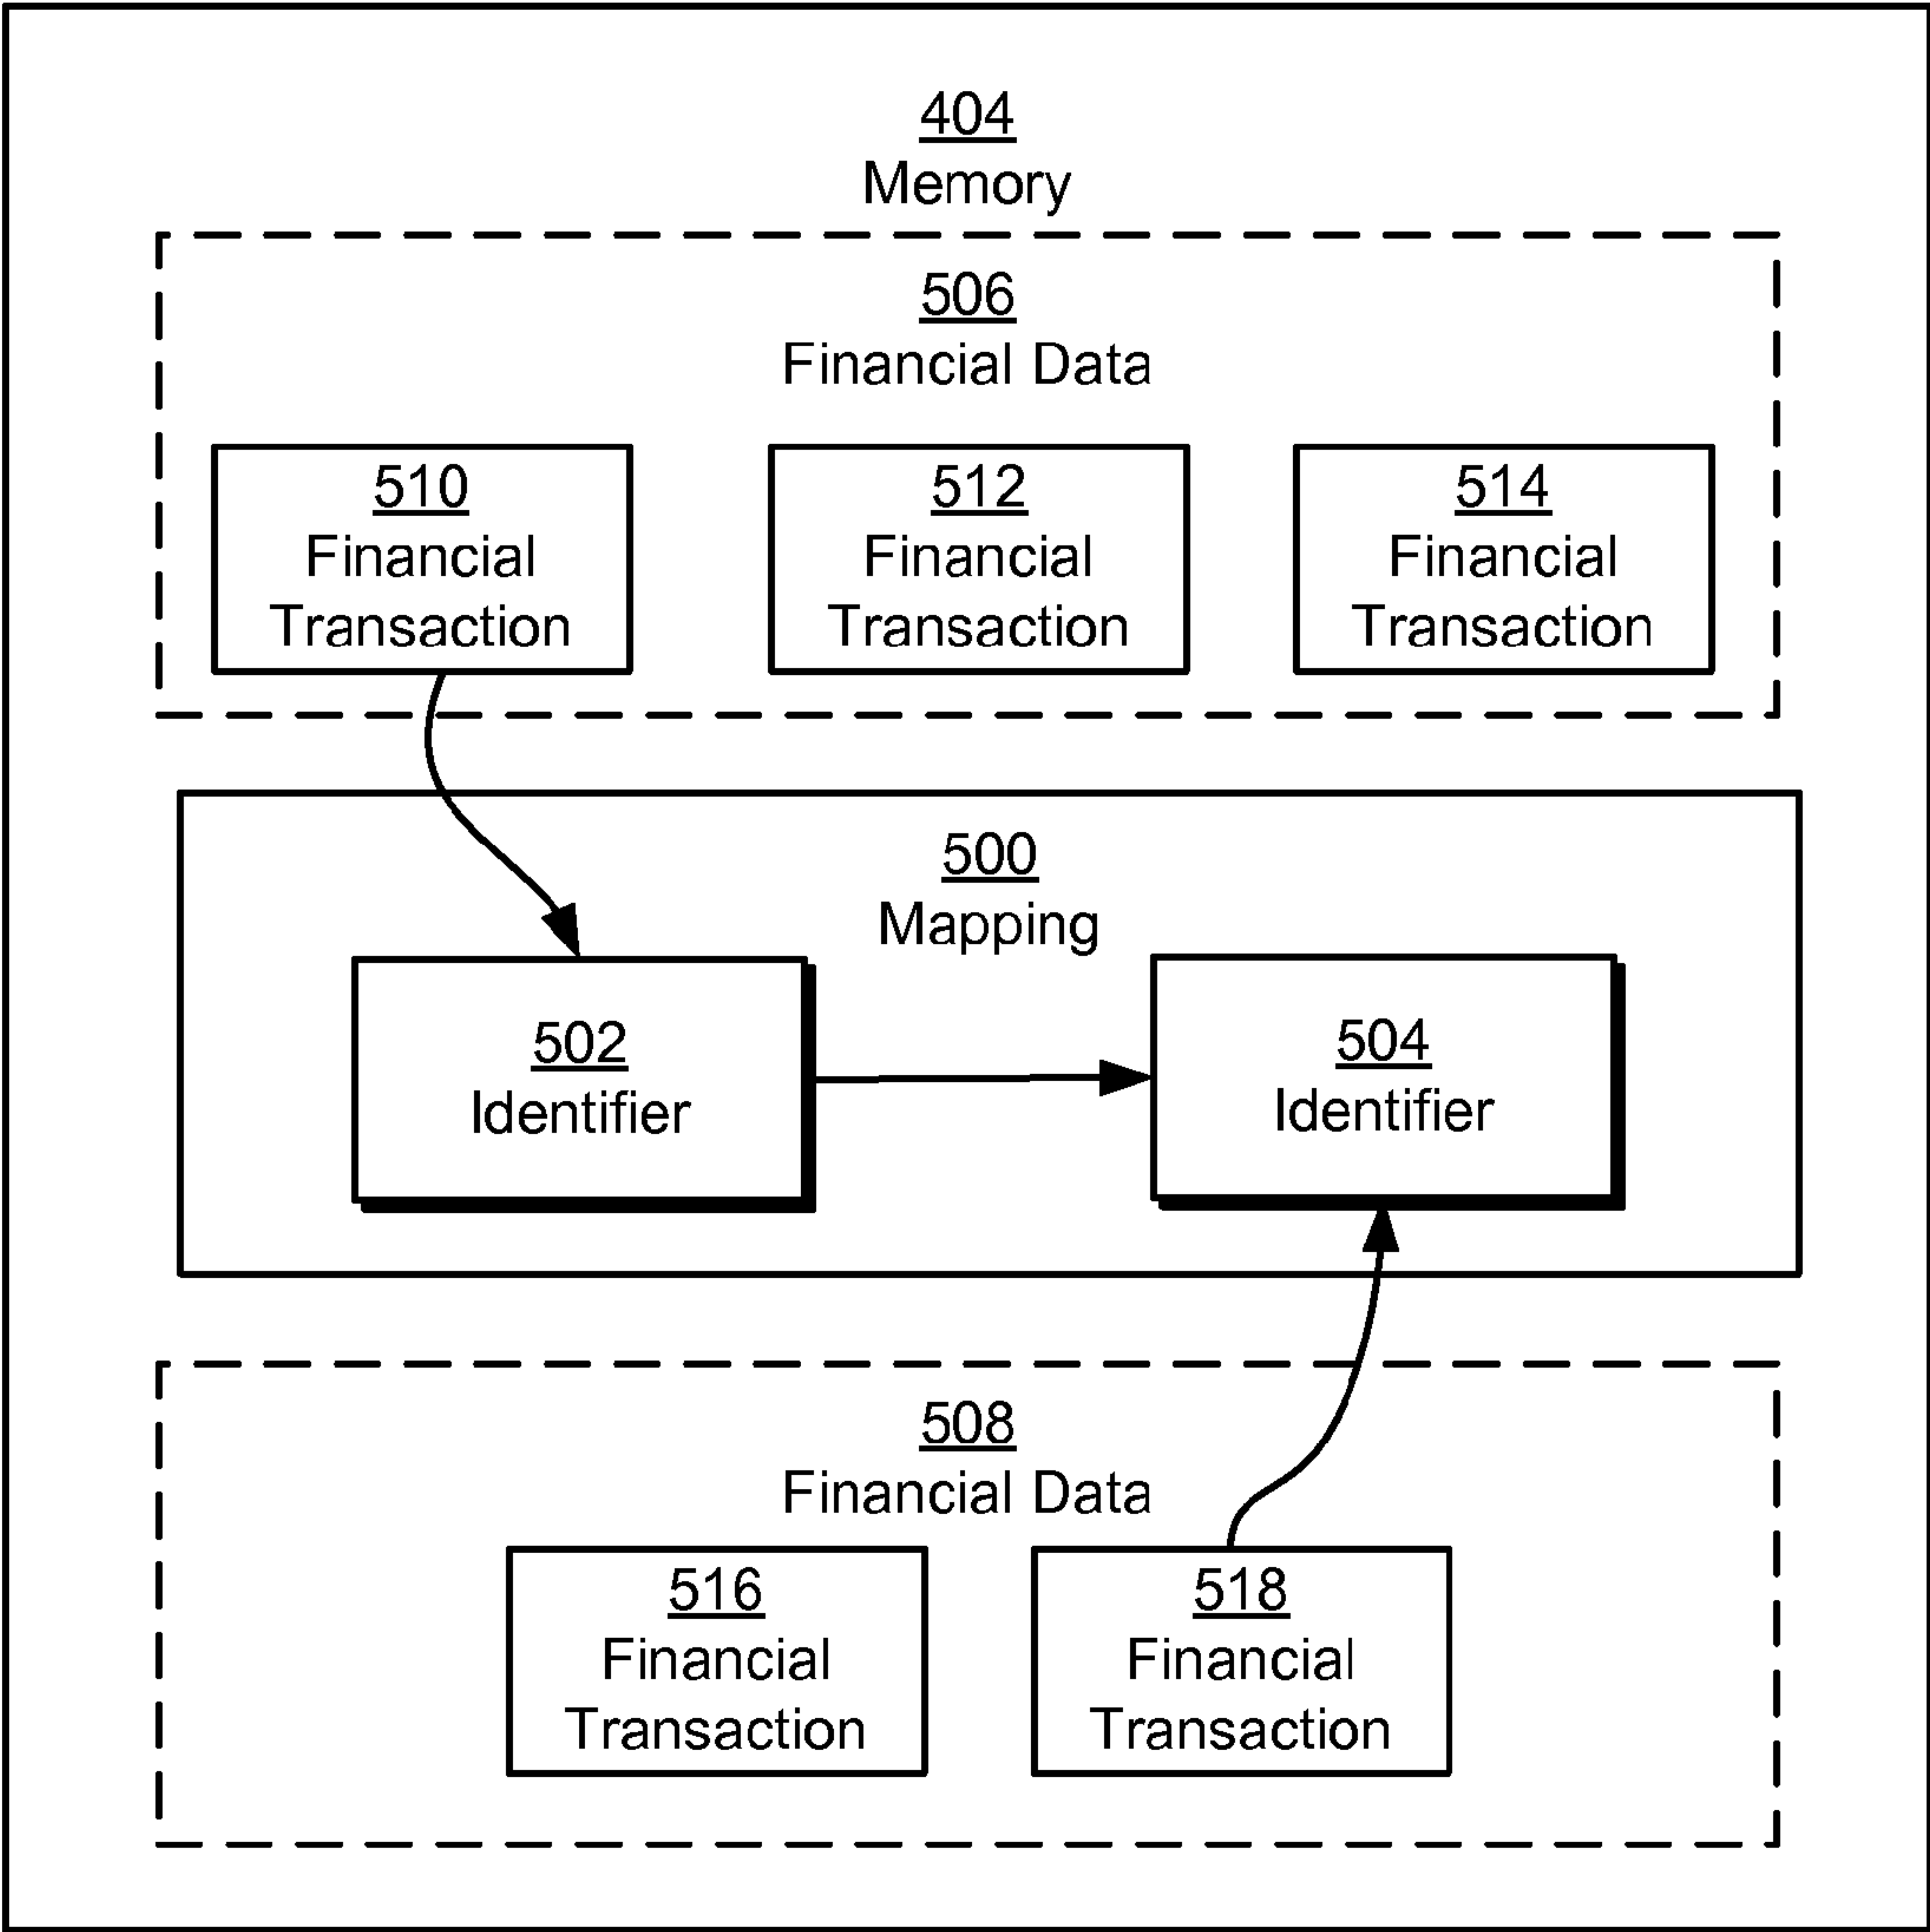 404
Memory
506
Financial Data
510
Financial
Transaction
512
Financial
Transaction
514
Financial
Transaction
500
Mapping
502
Identifier
504
Identifier
508
Financial Data
516
Financial
Transaction
518
Financial
Transaction